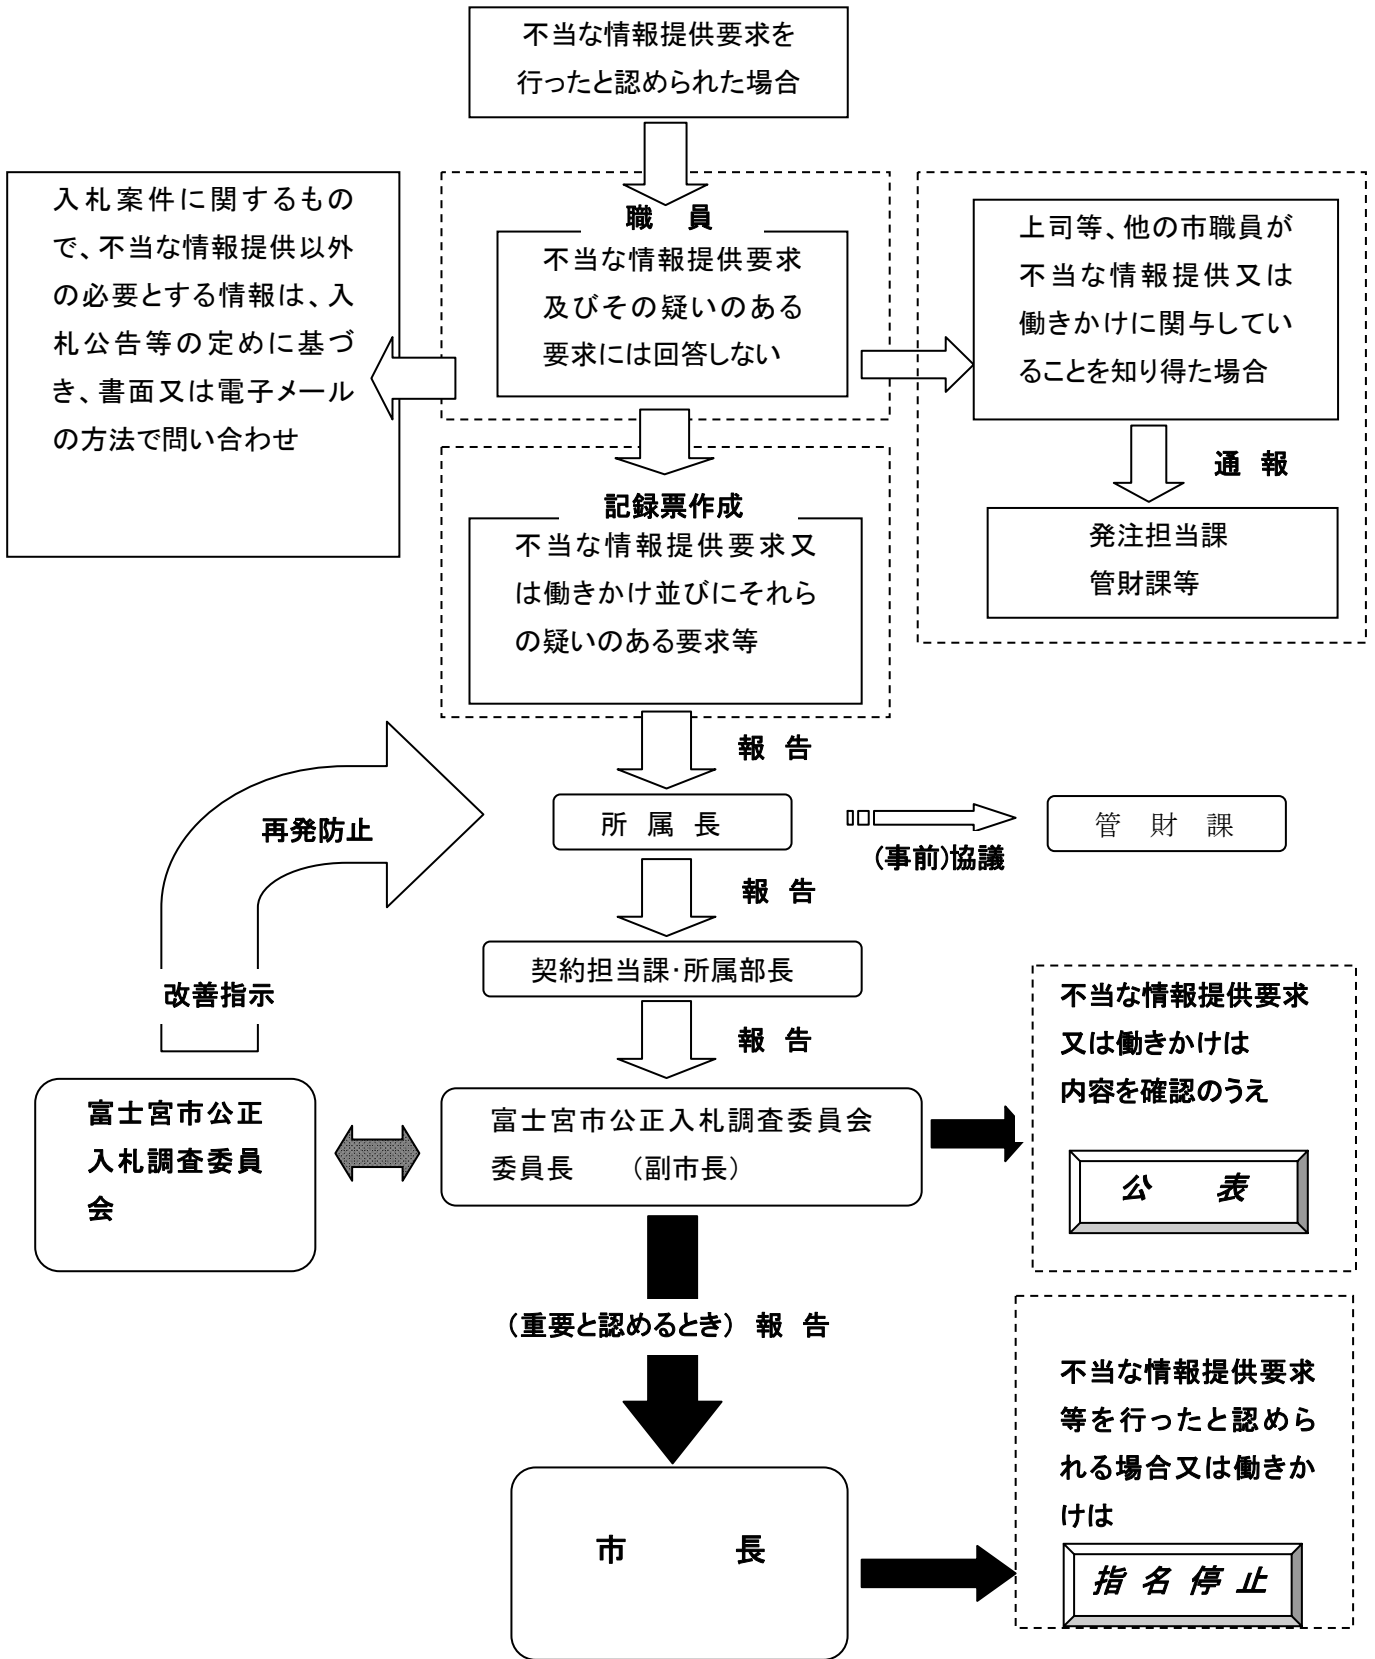 不当な情報提供要求を
行ったと認められた場合
入札案件に関するもの
で、不当な情報提供以外
の必要とする情報は、入
札公告等の定めに基づ
き、書面又は電子メール
の方法で問い合わせ
職　員
不当な情報提供要求
及びその疑いのある
要求には回答しない
上司等、他の市職員が
不当な情報提供又は
働きかけに関与してい
ることを知り得た場合
通　報
発注担当課
管財課等
記録票作成
不当な情報提供要求又
は働きかけ並びにそれら
の疑いのある要求等
報　告
所　属　長
(事前)協議
管　財　課
再発防止
報　告
契約担当課・所属部長
改善指示
報　告
富士宮市公正
入札調査委員
会
富士宮市公正入札調査委員会
委員長　（副市長）
不当な情報提供要求
又は働きかけは
内容を確認のうえ
公　表
（重要と認めるとき）　報　告
市　長
不当な情報提供要求
等を行ったと認めら
れる場合又は働きか
けは
指　名　停　止